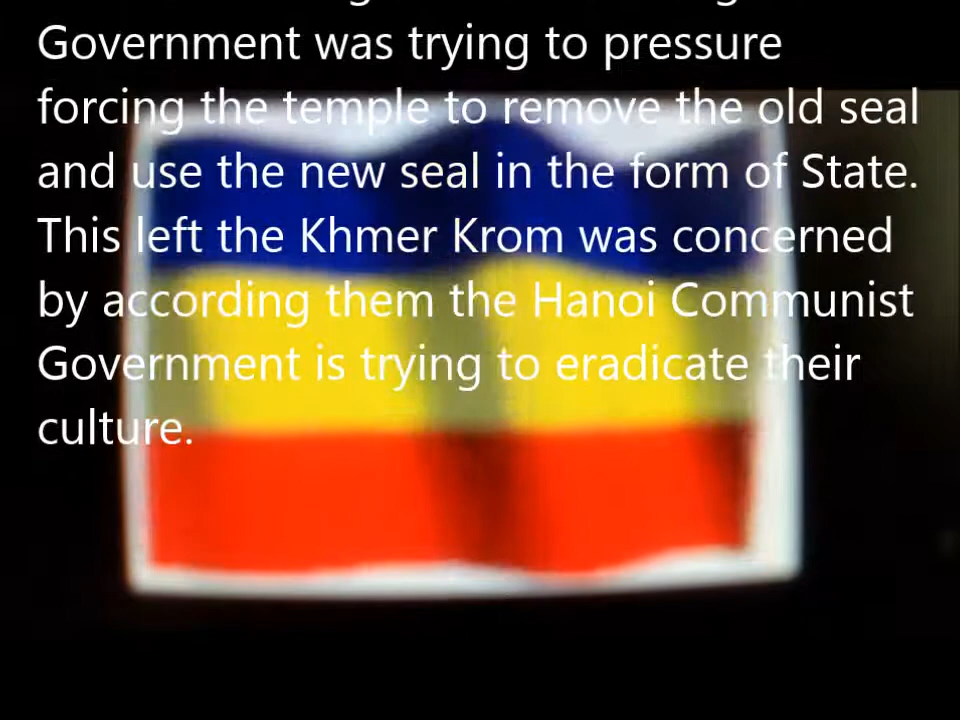 Government was trying to pressure
forcing the temple to remove the old seal
and use the new seal in the form of State.
This left the Khmer Krom was concerned
by according them the Hanoi Communist
Government is trying to eradicate their
culture.